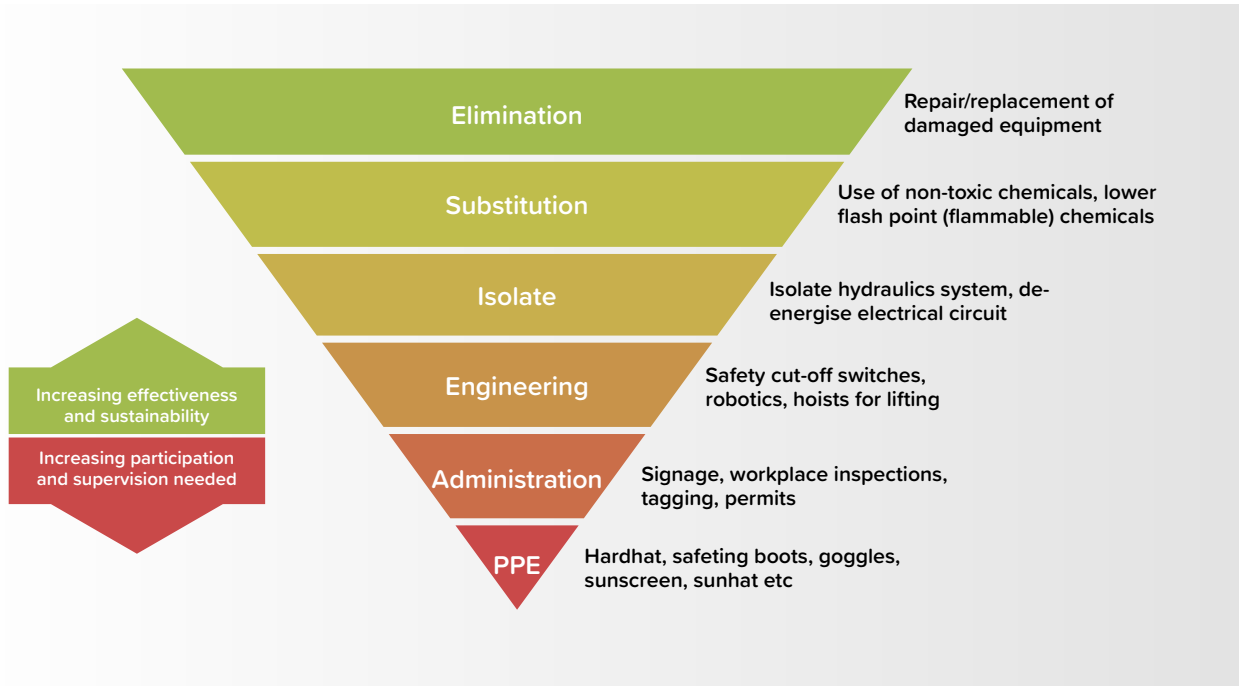 Elimination
Repair/replacement of
damaged equipment
Substitution
Use of non-toxic chemicals, lower
flash point (flammable) chemicals
Isolate
Isolate hydraulics system, de-
energise electrical circuit
Engineering
Safety cut-off switches,
robotics, hoists for lifting
Increasing effectiveness
and sustainability
Increasing participation
and supervision needed
Administration
Signage, workplace inspections,
tagging, permits
PPE
Hardhat, safeting boots, goggles,
sunscreen, sunhat etc